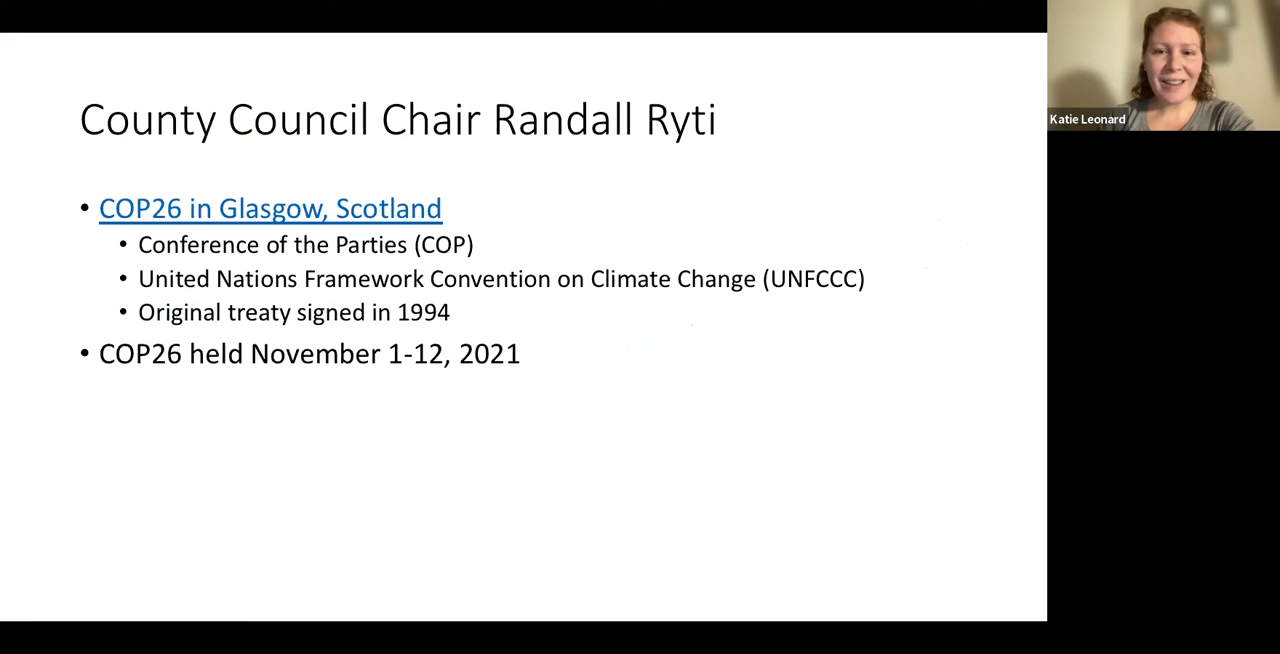 County Council Chair Randall Ryti
• COP26 in Glasgow, Scotland
• Conference of the Parties (COP)
• United Nations Framework Convention on Climate Change (UNFCCC)
• Original treaty signed in 1994
• COP26 held November 1-12, 2021
Katie Leonard